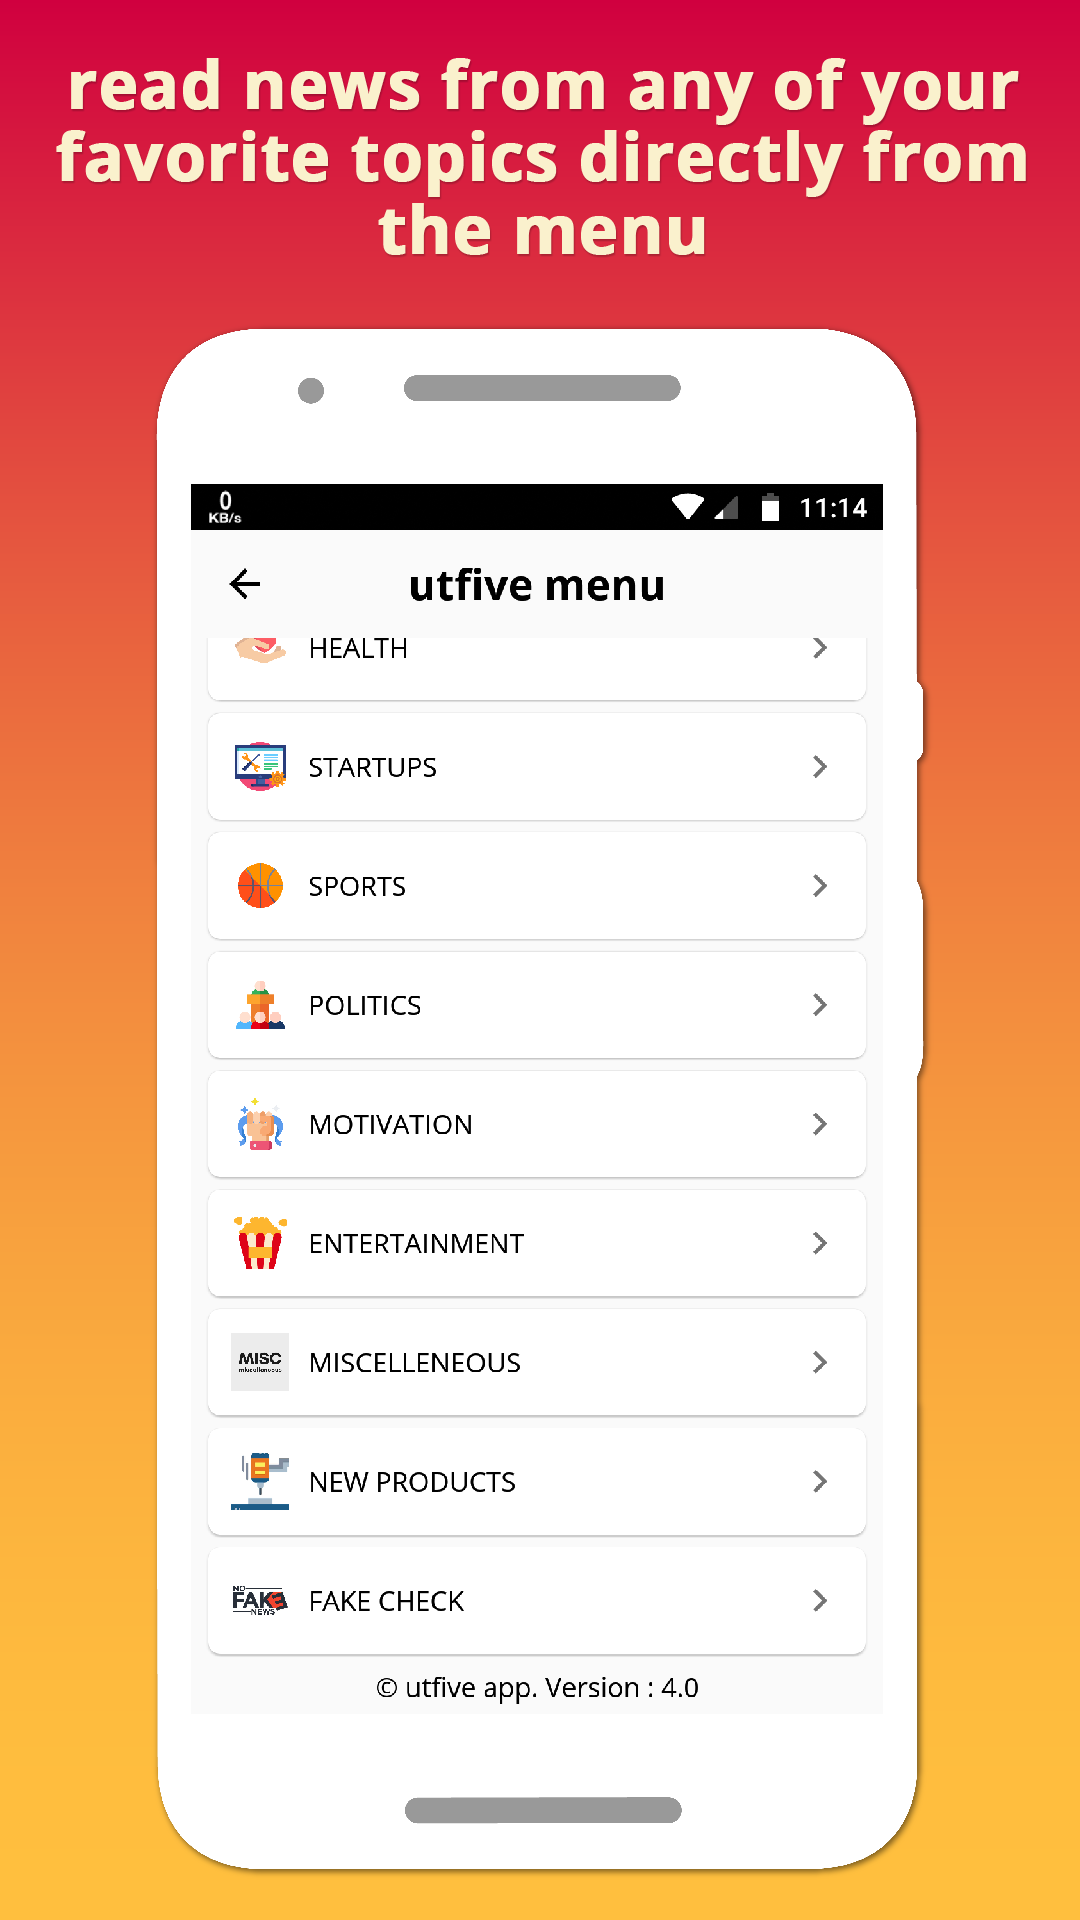 read news from any of your
favorite topics directly from
the menu
0
KB/s
11:14
utfive menu
HEALTH
STARTUPS
SPORTS
POLITICS
MOTIVATION
ENTERTAINMENT
MISC
miscellaneous
MISCELLENEOUS
NEW PRODUCTS
NO
FAKE
NEWS
FAKE CHECK
© utfive app. Version : 4.0